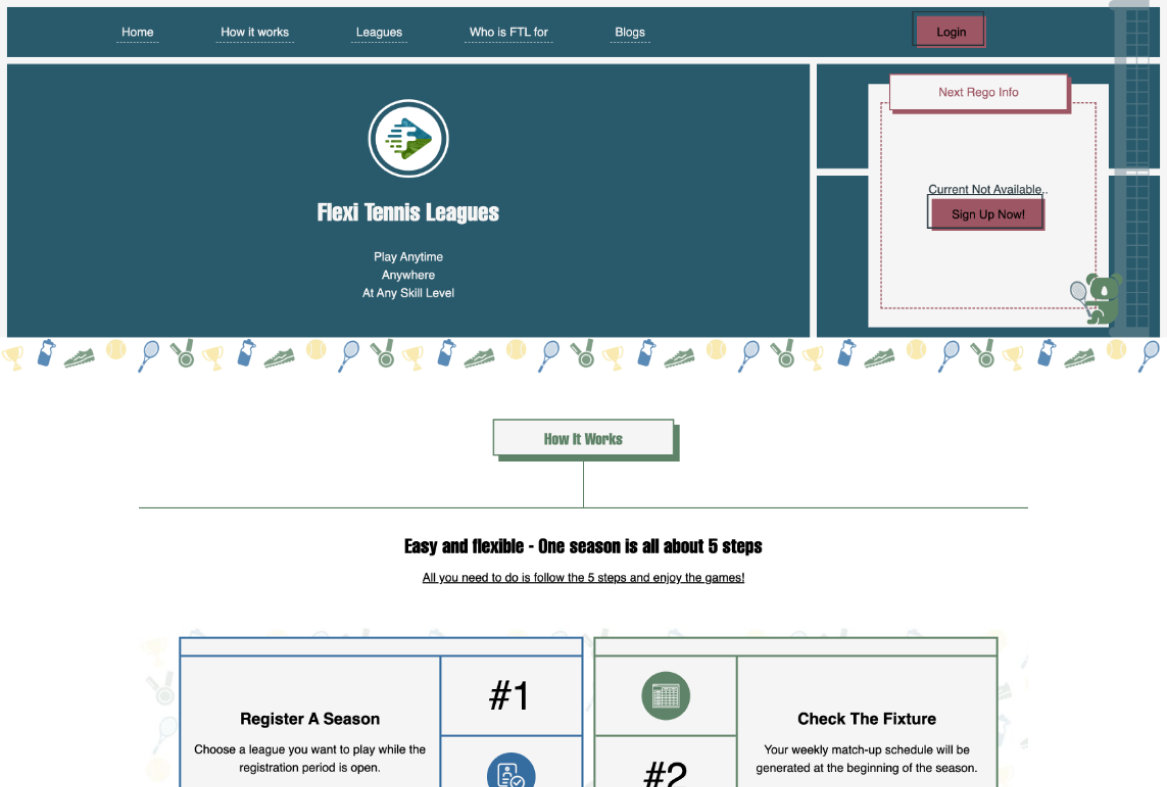 Home
How it works
Leagues
Who is FTL for
Blogs
Login
F
Flexi Tennis Leagues
Play Anytime
Anywhere
At Any Skill Level
Next Rego Info
Current Not Available..
Sign Up Now!
How It Works
Easy and flexible - One season is all about 5 steps
All you need to do is follow the 5 steps and enjoy the games!
Register A Season
Choose a league you want to play while the
registration period is open.
#1
#2
Check The Fixture
Your weekly match-up schedule will be
generated at the beginning of the season.